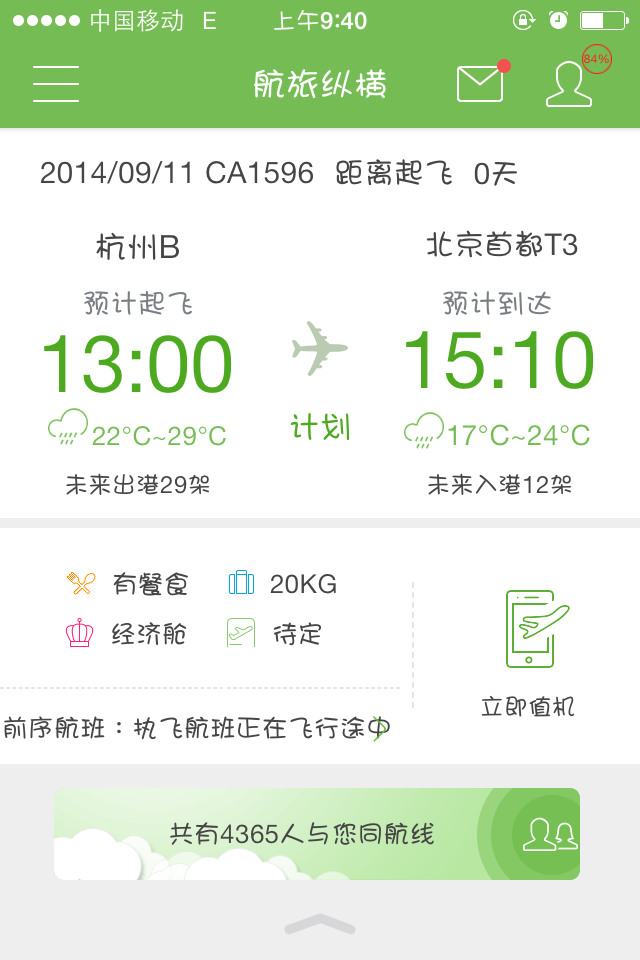 中国移动 E 上午9:40
航旅纵横 84%
2014/09/11 CA1596 距离起飞 0天
杭州B 北京首都T3
预计起飞 预计到达
13:00 15:10
计划
22°C~29°C 17°C~24°C
未来出港29架 未来入港12架
有餐食 20KG
经济舱 待定
立即值机
前序航班：执飞航班正在飞行途中
共有4365人与您同航线